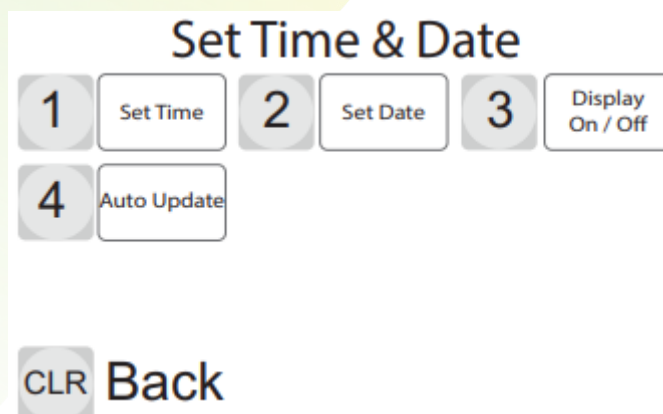 Set Time & Date
1 Set Time 2 Set Date 3 Display
On / Off
4 Auto Update
CLR Back